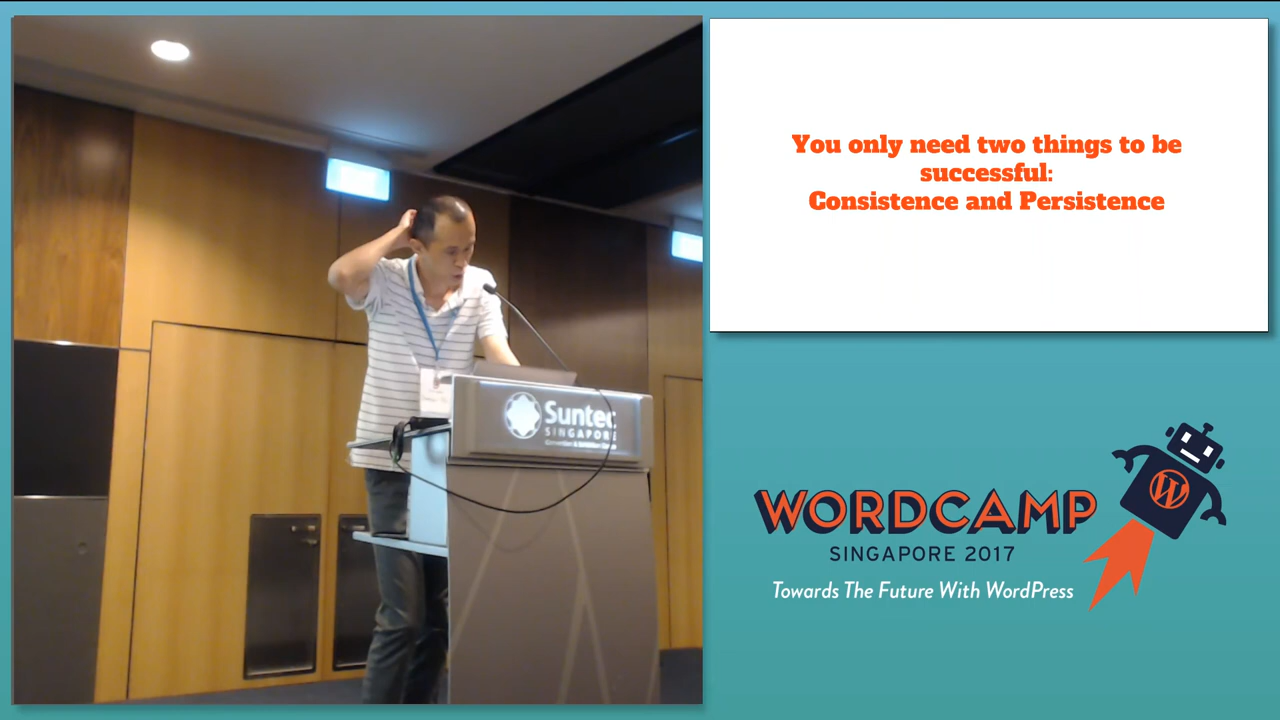 You only need two things to be
successful:
Consistence and Persistence
Suntec
SINGAPORE
WORDCAMP
SINGAPORE 2017
Towards The Future With WordPress